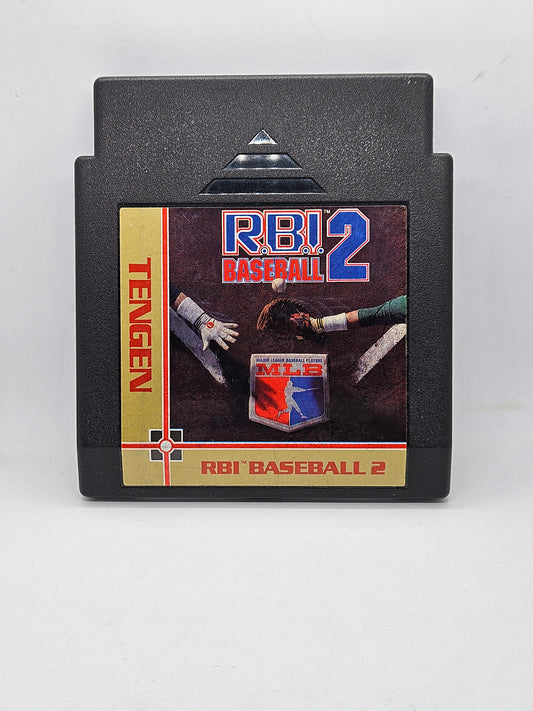 R.B.I.™ 2
BASEBALL
TENGEN
MAJOR LEAGUE BASEBALL PLAYERS
MLB
RBI™ BASEBALL 2